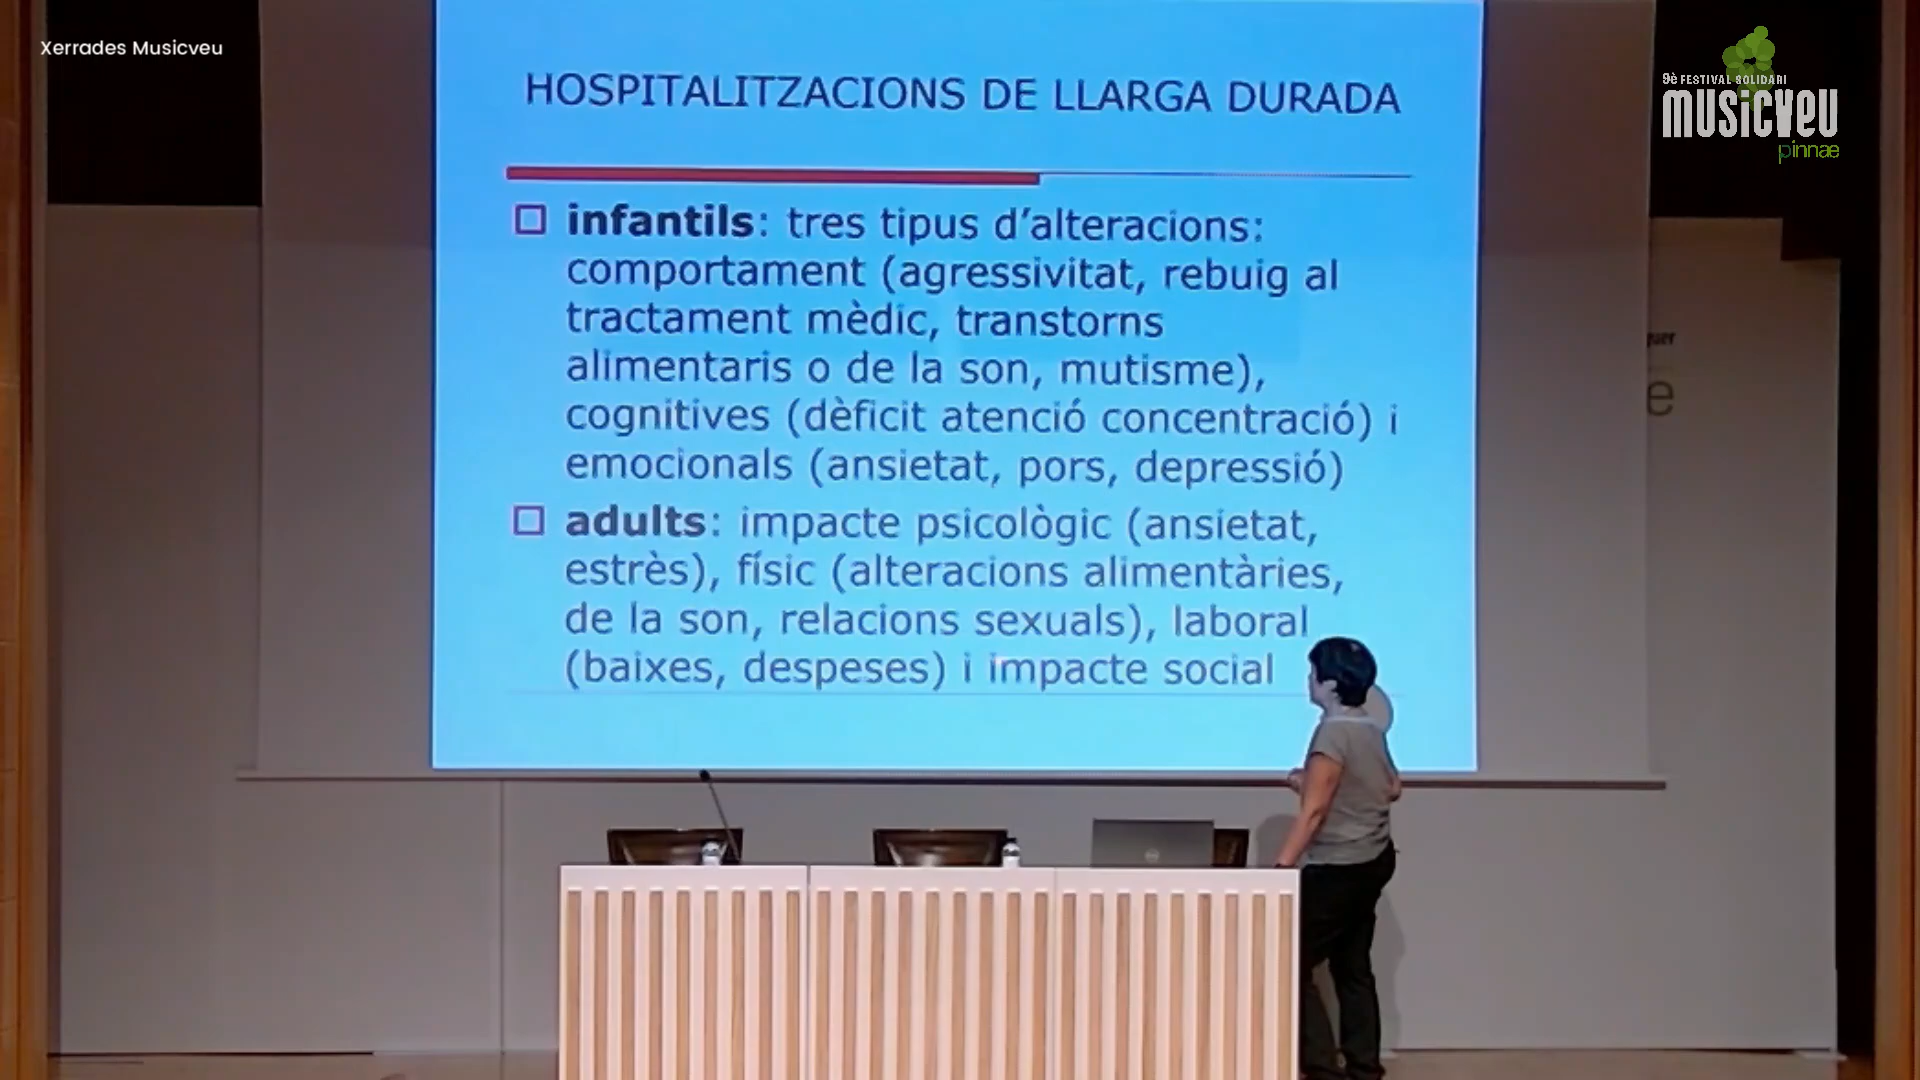 Xerrades Musicveu
9è FESTIVAL SOLIDARI
musicveu
pinnae
HOSPITALITZACIONS DE LLARGA DURADA
infantils: tres tipus d'alteracions:
comportament (agressivitat, rebuig al
tractament mèdic, transtorns
alimentaris o de la son, mutisme),
cognitives (dèficit atenció concentració) i
emocionals (ansietat, pors, depressió)
adults: impacte psicològic (ansietat,
estrès), físic (alteracions alimentàries,
de la son, relacions sexuals), laboral
(baixes, despeses) i impacte social